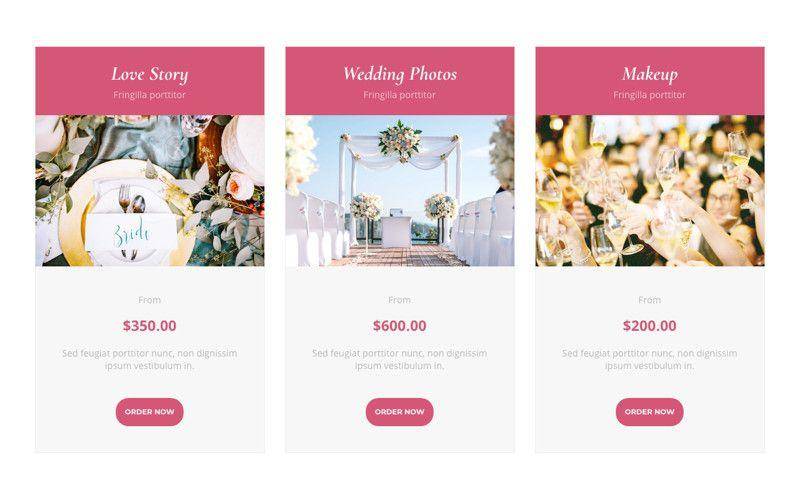 Love Story
Fringilla porttitor
Bride
From
$350.00
Sed feugiat porttitor nunc, non dignissim
ipsum vestibulum in.
ORDER NOW
Wedding Photos
Fringilla porttitor
From
$600.00
Sed feugiat porttitor nunc, non dignissim
ipsum vestibulum in.
ORDER NOW
Makeup
Fringilla porttitor
From
$200.00
Sed feugiat porttitor nunc, non dignissim
ipsum vestibulum in.
ORDER NOW